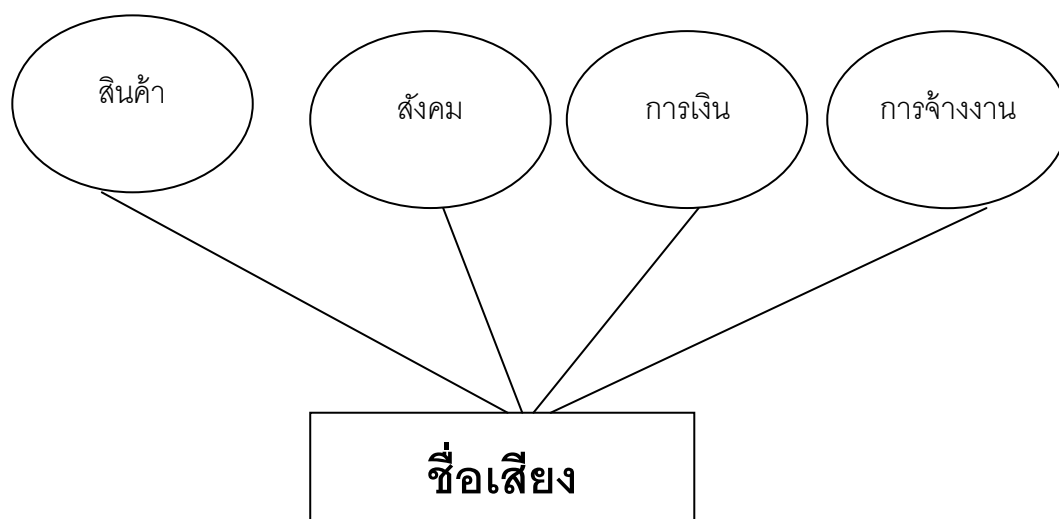 สินค้า
สังคม
การเงิน
การจ้างงาน
ชื่อเสียง